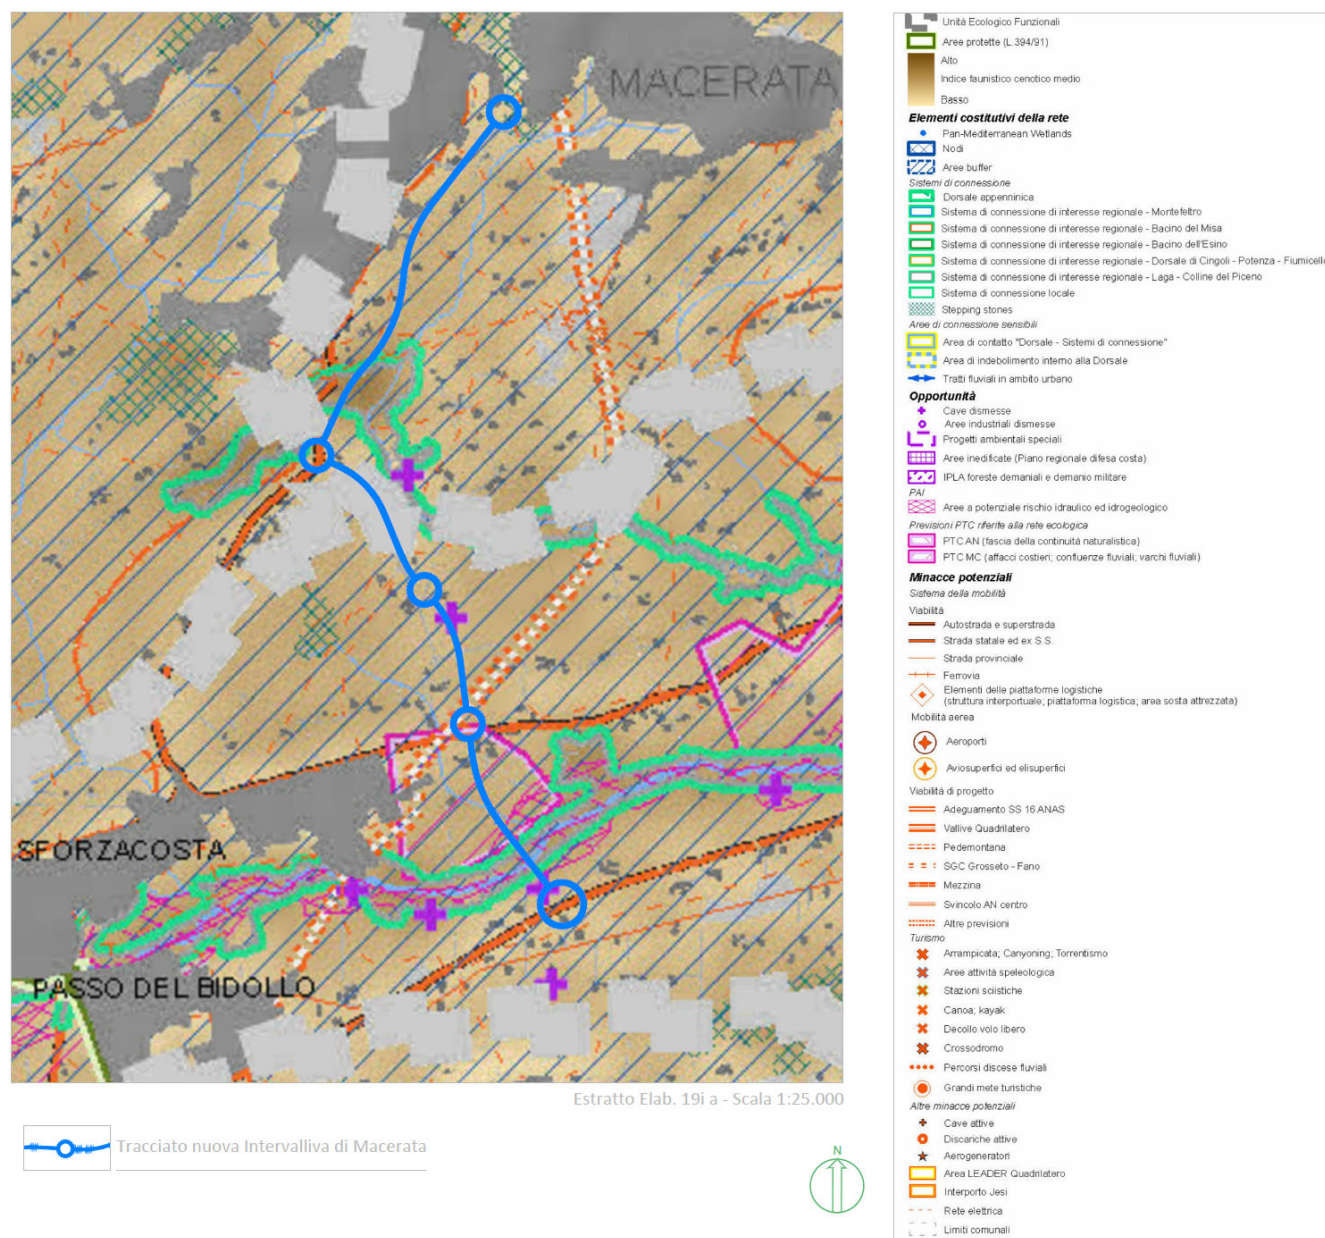 MACERATA
SFORZACOSTA
PASSO DEL BIDOLLO
Estratto Elab. 19i a - Scala 1:25.000
Tracciato nuova Intervalliva di Macerata
N
Unità Ecologico Funzionali
Aree protette (L.394/91)
Alto
Indice faunistico cenotico medio
Basso
Elementi costitutivi della rete
Pan-Mediterranean Wetlands
Nodi
Aree buffer
Sistemi di connessione
Dorsale appenninica
Sistema di connessione di interesse regionale - Montefeltro
Sistema di connessione di interesse regionale - Bacino del Misa
Sistema di connessione di interesse regionale - Bacino dell'Esino
Sistema di connessione di interesse regionale - Dorsale di Cingoli - Potenza - Fiumicello
Sistema di connessione di interesse regionale - Laga - Colline del Piceno
Sistema di connessione locale
Stepping stones
Aree di connessione sensibili
Area di contatto "Dorsale - Sistemi di connessione"
Area di indebolimento interno alla Dorsale
Tratti fluviali in ambito urbano
Opportunità
Cave dismesse
Aree industriali dismesse
Progetti ambientali speciali
Aree inedificate (Piano regionale difesa costa)
IPLA foreste demaniali e demanio militare
PAI
Aree a potenziale rischio idraulico ed idrogeologico
Previsioni PTC riferite alla rete ecologica
PTC AN (fascia della continuità naturalistica)
PTC MC (affacci costieri; confluenze fluviali; varchi fluviali)
Minacce potenziali
Sistema della mobilità
Viabilità
Autostrada e superstrada
Strada statale ed ex S.S.
Strada provinciale
Ferrovia
Elementi delle piattaforme logistiche
(struttura interportuale; piattaforma logistica; area sosta attrezzata)
Mobilità aerea
Aeroporti
Aviosuperfici ed elisuperfici
Viabilità di progetto
Adeguamento SS 16 ANAS
Vallive Quadrilatero
Pedemontana
SGC Grosseto - Fano
Mezzina
Svincolo AN centro
Altre previsioni
Turismo
Arrampicata; Canyoning; Torrentismo
Aree attività speleologica
Stazioni sciistiche
Canoa; kayak
Decollo volo libero
Crossodromo
Percorsi discese fluviali
Grandi mete turistiche
Altre minacce potenziali
Cave attive
Discariche attive
Aerogeneratori
Area LEADER Quadrilatero
Interporto Jesi
Rete elettrica
Limiti comunali